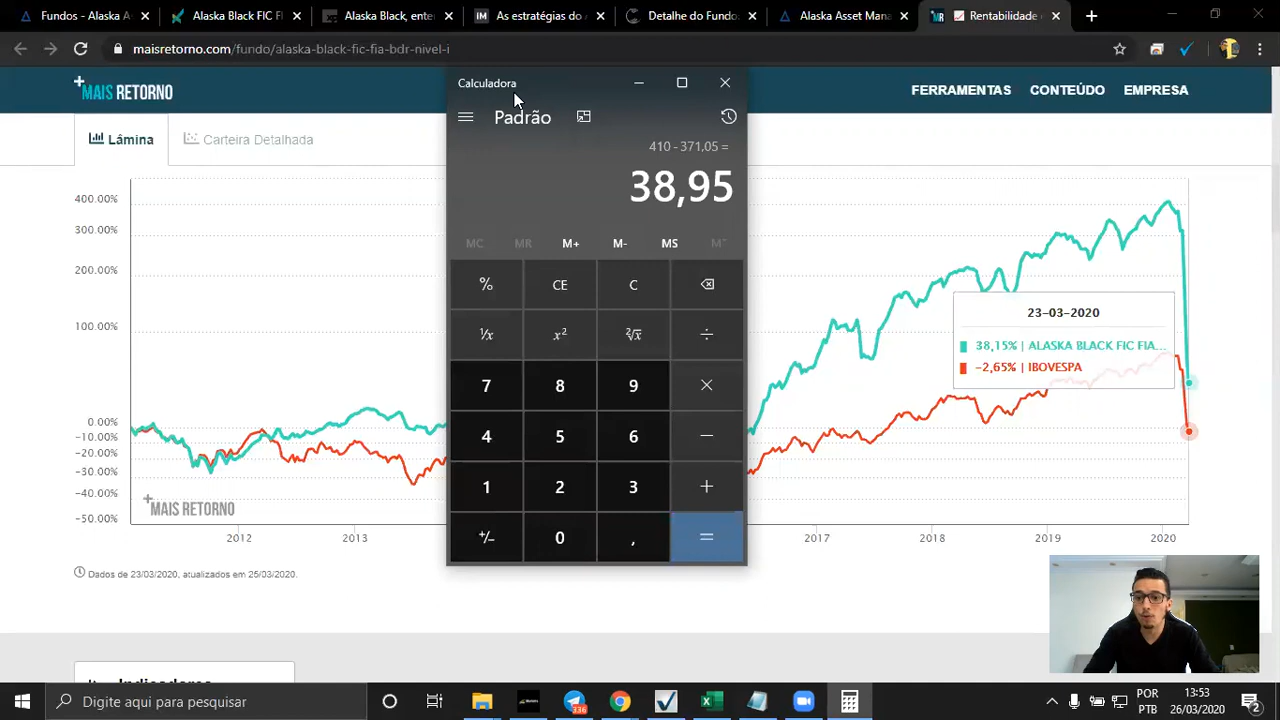 Fundos - Alaska A
Alaska Black FIC F
Alaska Black, ente
As estratégias do
Detalhe do Fundo
Alaska Asset Man
Rentabilidade
maisretorno.com/fundo/alaska-black-fic-fia-bdr-nivel-i
MAIS RETORNO
FERRAMENTAS
CONTEÚDO
EMPRESA
Lâmina
Carteira Detalhada
Calculadora
Padrão
410 - 371,05 =
38,95
MC
MR
M+
M-
MS
%
CE
C
⅟x
x²
²√x
÷
7
8
9
×
4
5
6
−
1
2
3
+
+/−
0
,
=
400.00%
300.00%
200.00%
100.00%
0.00%
-10.00%
-20.00%
-30.00%
-40.00%
-50.00%
23-03-2020
38,15% | ALASKA BLACK FIC FIA...
-2,65% | IBOVESPA
MAIS RETORNO
2012
2013
2017
2018
2019
2020
Dados de 23/03/2020, atualizados em 25/03/2020.
Indicadores
Digite aqui para pesquisar
336
POR
PTB
13:53
26/03/2020
2